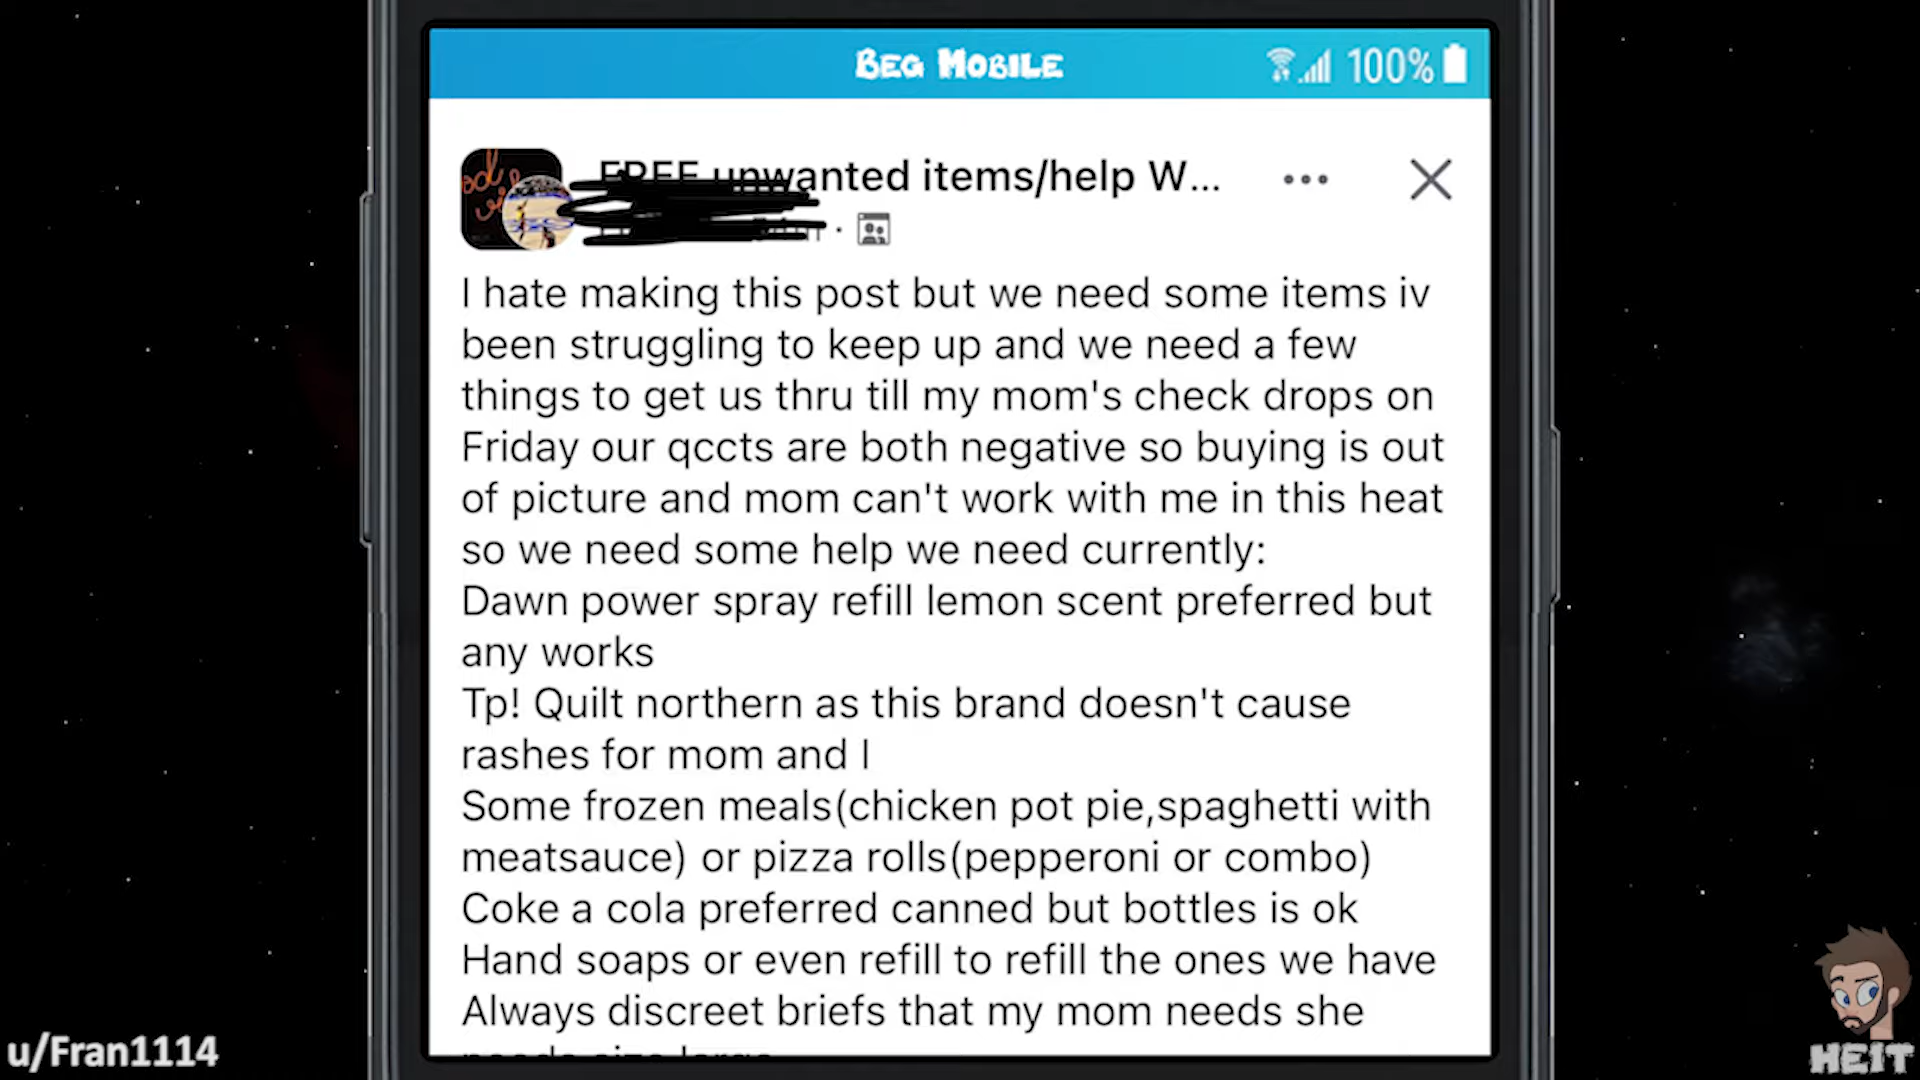 BEG MOBILE
100%
FREE unwanted items/help W...
I hate making this post but we need some items iv
been struggling to keep up and we need a few
things to get us thru till my mom's check drops on
Friday our qccts are both negative so buying is out
of picture and mom can't work with me in this heat
so we need some help we need currently:
Dawn power spray refill lemon scent preferred but
any works
Tp! Quilt northern as this brand doesn't cause
rashes for mom and I
Some frozen meals(chicken pot pie,spaghetti with
meatsauce) or pizza rolls(pepperoni or combo)
Coke a cola preferred canned but bottles is ok
Hand soaps or even refill to refill the ones we have
Always discreet briefs that my mom needs she
needs size large
u/Fran1114
HEIT